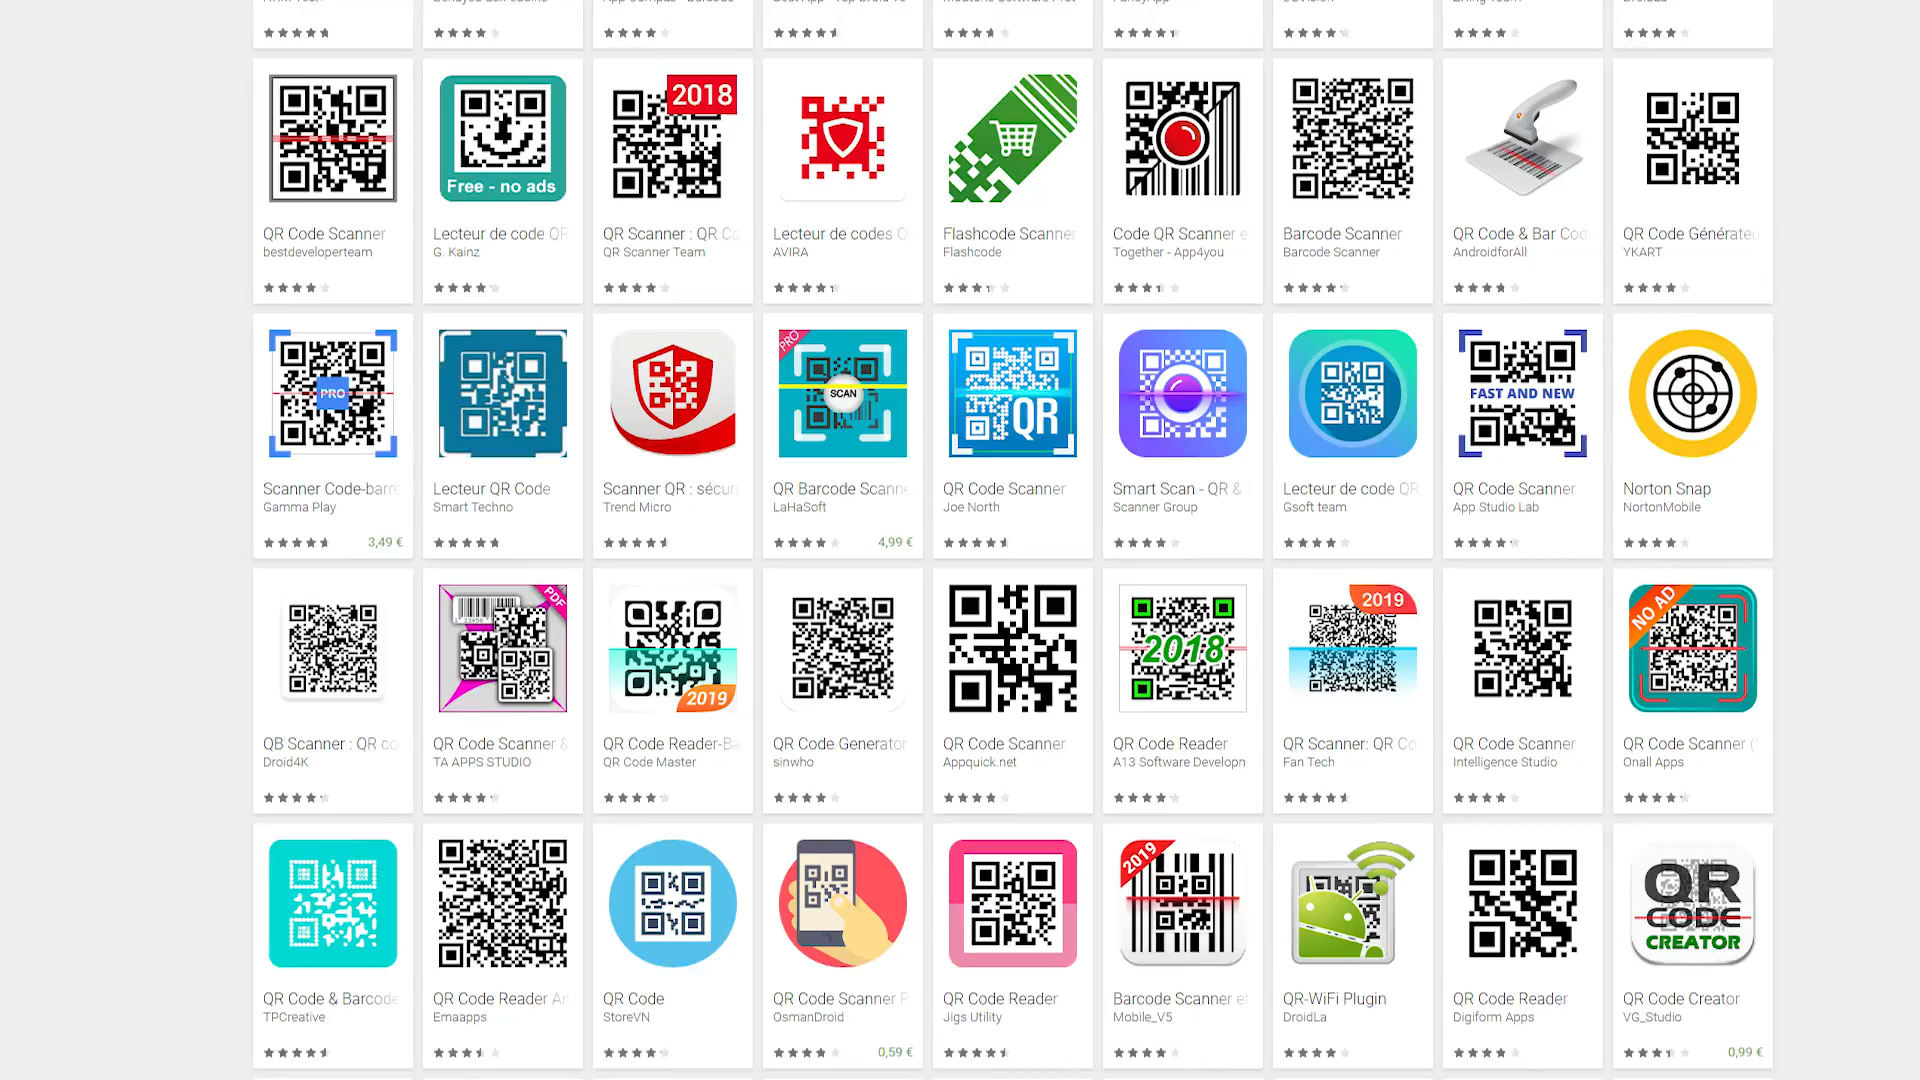 2018
Free - no ads
QR Code Scanner
bestdeveloperteam
Lecteur de code QR
G. Kainz
QR Scanner : QR Co
QR Scanner Team
Lecteur de codes Q
AVIRA
Flashcode Scanner
Flashcode
Code QR Scanner e
Together - App4you
Barcode Scanner
Barcode Scanner
QR Code & Bar Cod
AndroidforAll
QR Code Générateu
YKART
PRO
PRO
SCAN
QR
FAST AND NEW
Scanner Code-barre
Gamma Play
3,49 €
Lecteur QR Code
Smart Techno
Scanner QR : sécuri
Trend Micro
QR Barcode Scanne
LaHaSoft
4,99 €
QR Code Scanner
Joe North
Smart Scan - QR &
Scanner Group
Lecteur de code QR
Gsoft team
QR Code Scanner
App Studio Lab
Norton Snap
NortonMobile
PDF
2019
2018
2019
NO AD
QB Scanner : QR co
Droid4K
QR Code Scanner &
TA APPS STUDIO
QR Code Reader-Ba
QR Code Master
QR Code Generator
sinwho
QR Code Scanner
Appquick.net
QR Code Reader
A13 Software Developn
QR Scanner: QR Co
Fan Tech
QR Code Scanner
Intelligence Studio
QR Code Scanner (
Onall Apps
2019
QR
CODE
CREATOR
QR Code & Barcode
TPCreative
QR Code Reader An
Emaapps
QR Code
StoreVN
QR Code Scanner P
OsmanDroid
0,59 €
QR Code Reader
Jigs Utility
Barcode Scanner et
Mobile_V5
QR-WiFi Plugin
DroidLa
QR Code Reader
Digiform Apps
QR Code Creator
VG_Studio
0,99 €